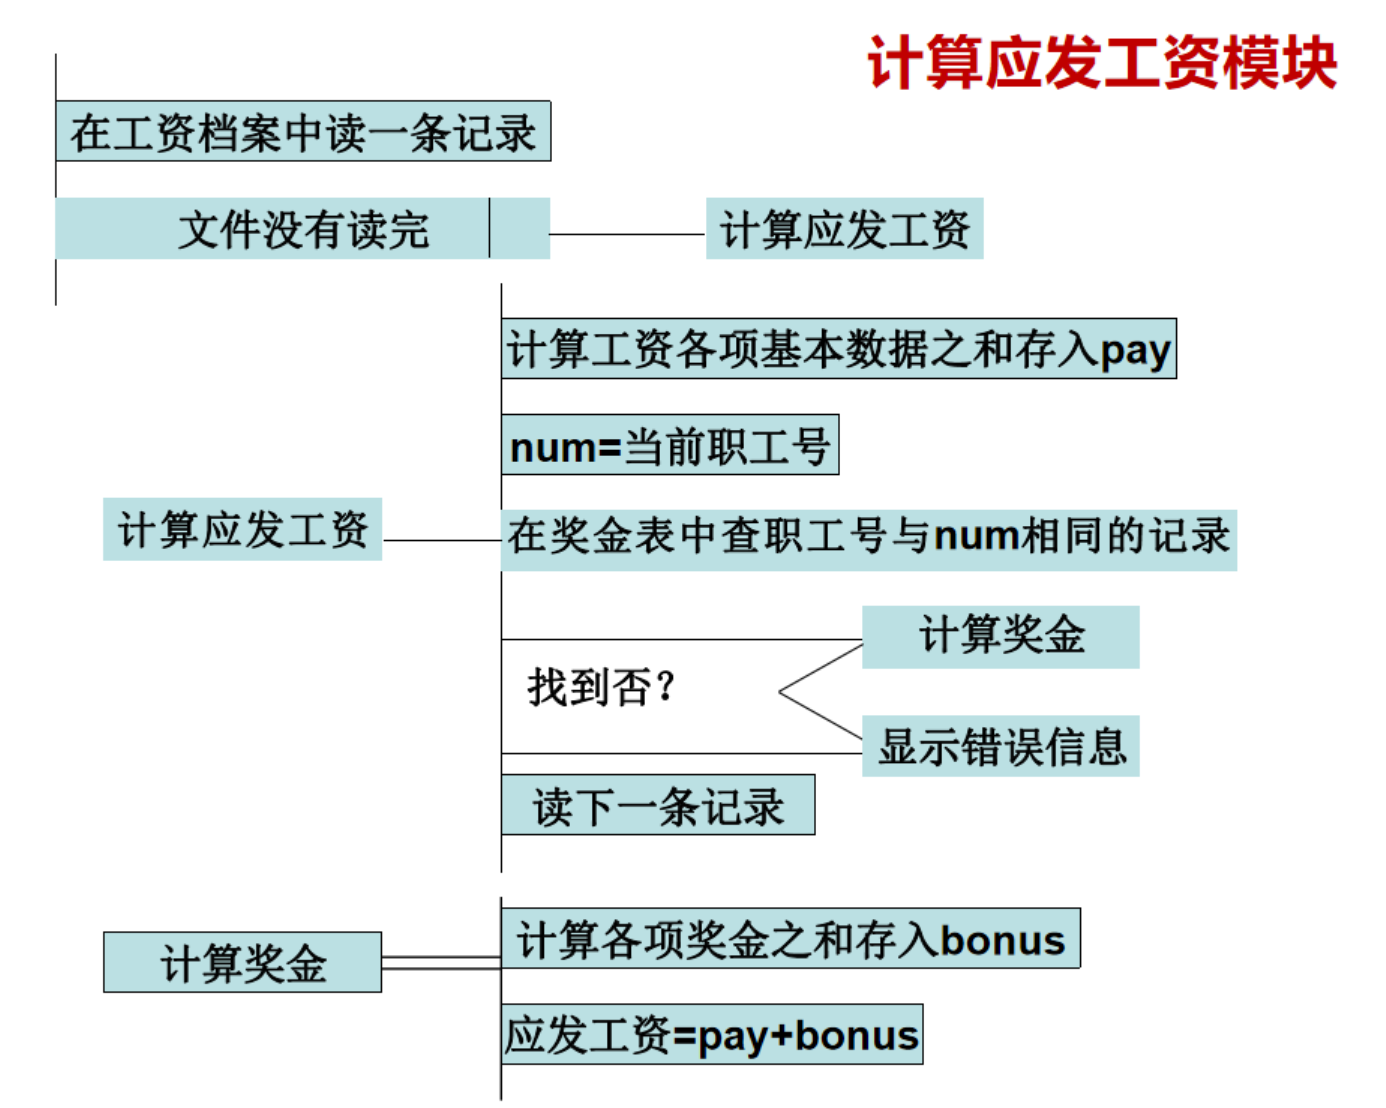 计算应发工资模块
在工资档案中读一条记录
文件没有读完
计算应发工资
计算工资各项基本数据之和存入pay
num=当前职工号
计算应发工资
在奖金表中查职工号与num相同的记录
计算奖金
找到否？
显示错误信息
读下一条记录
计算各项奖金之和存入bonus
计算奖金
应发工资=pay+bonus